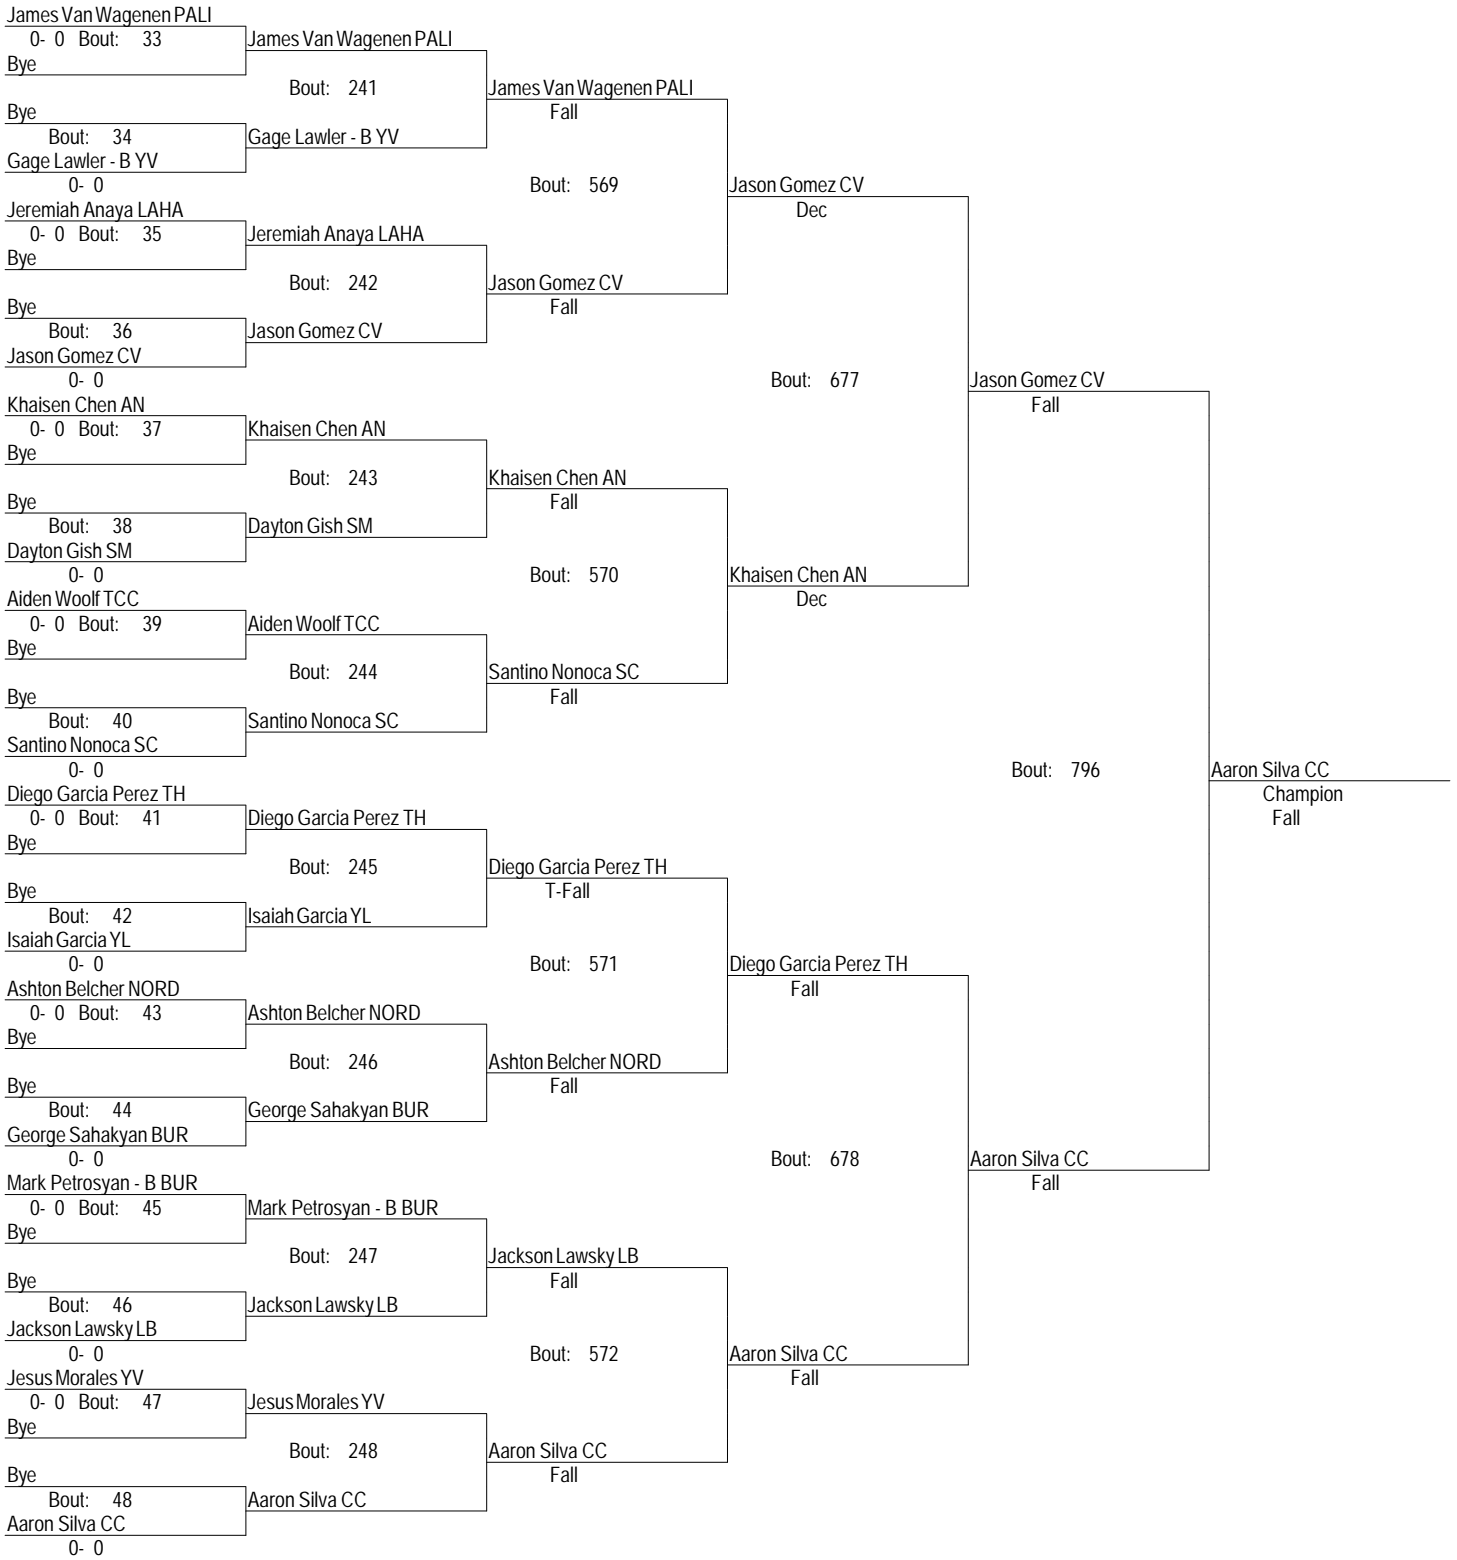 James Van Wagenen PALI
0- 0 Bout: 33
James Van Wagenen PALI
Bye
Bout: 241
James Van Wagenen PALI
Bye
Fall
Bout: 34
Gage Lawler - B YV
Gage Lawler - B YV
0- 0
Bout: 569
Jason Gomez CV
Jeremiah Anaya LAHA
Dec
0- 0 Bout: 35
Jeremiah Anaya LAHA
Bye
Bout: 242
Jason Gomez CV
Bye
Fall
Bout: 36
Jason Gomez CV
Jason Gomez CV
0- 0
Bout: 677
Jason Gomez CV
Khaisen Chen AN
Fall
0- 0 Bout: 37
Khaisen Chen AN
Bye
Bout: 243
Khaisen Chen AN
Bye
Fall
Bout: 38
Dayton Gish SM
Dayton Gish SM
0- 0
Bout: 570
Khaisen Chen AN
Aiden Woolf TCC
Dec
0- 0 Bout: 39
Aiden Woolf TCC
Bye
Bout: 244
Santino Nonoca SC
Bye
Fall
Bout: 40
Santino Nonoca SC
Santino Nonoca SC
0- 0
Bout: 796
Aaron Silva CC
Diego Garcia Perez TH
Champion
0- 0 Bout: 41
Diego Garcia Perez TH
Fall
Bye
Bout: 245
Diego Garcia Perez TH
Bye
T-Fall
Bout: 42
Isaiah Garcia YL
Isaiah Garcia YL
0- 0
Bout: 571
Diego Garcia Perez TH
Ashton Belcher NORD
Fall
0- 0 Bout: 43
Ashton Belcher NORD
Bye
Bout: 246
Ashton Belcher NORD
Bye
Fall
Bout: 44
George Sahakyan BUR
George Sahakyan BUR
0- 0
Bout: 678
Aaron Silva CC
Mark Petrosyan - B BUR
Fall
0- 0 Bout: 45
Mark Petrosyan - B BUR
Bye
Bout: 247
Jackson Lawsky LB
Bye
Fall
Bout: 46
Jackson Lawsky LB
Jackson Lawsky LB
0- 0
Bout: 572
Aaron Silva CC
Jesus Morales YV
Fall
0- 0 Bout: 47
Jesus Morales YV
Bye
Bout: 248
Aaron Silva CC
Bye
Fall
Bout: 48
Aaron Silva CC
Aaron Silva CC
0- 0